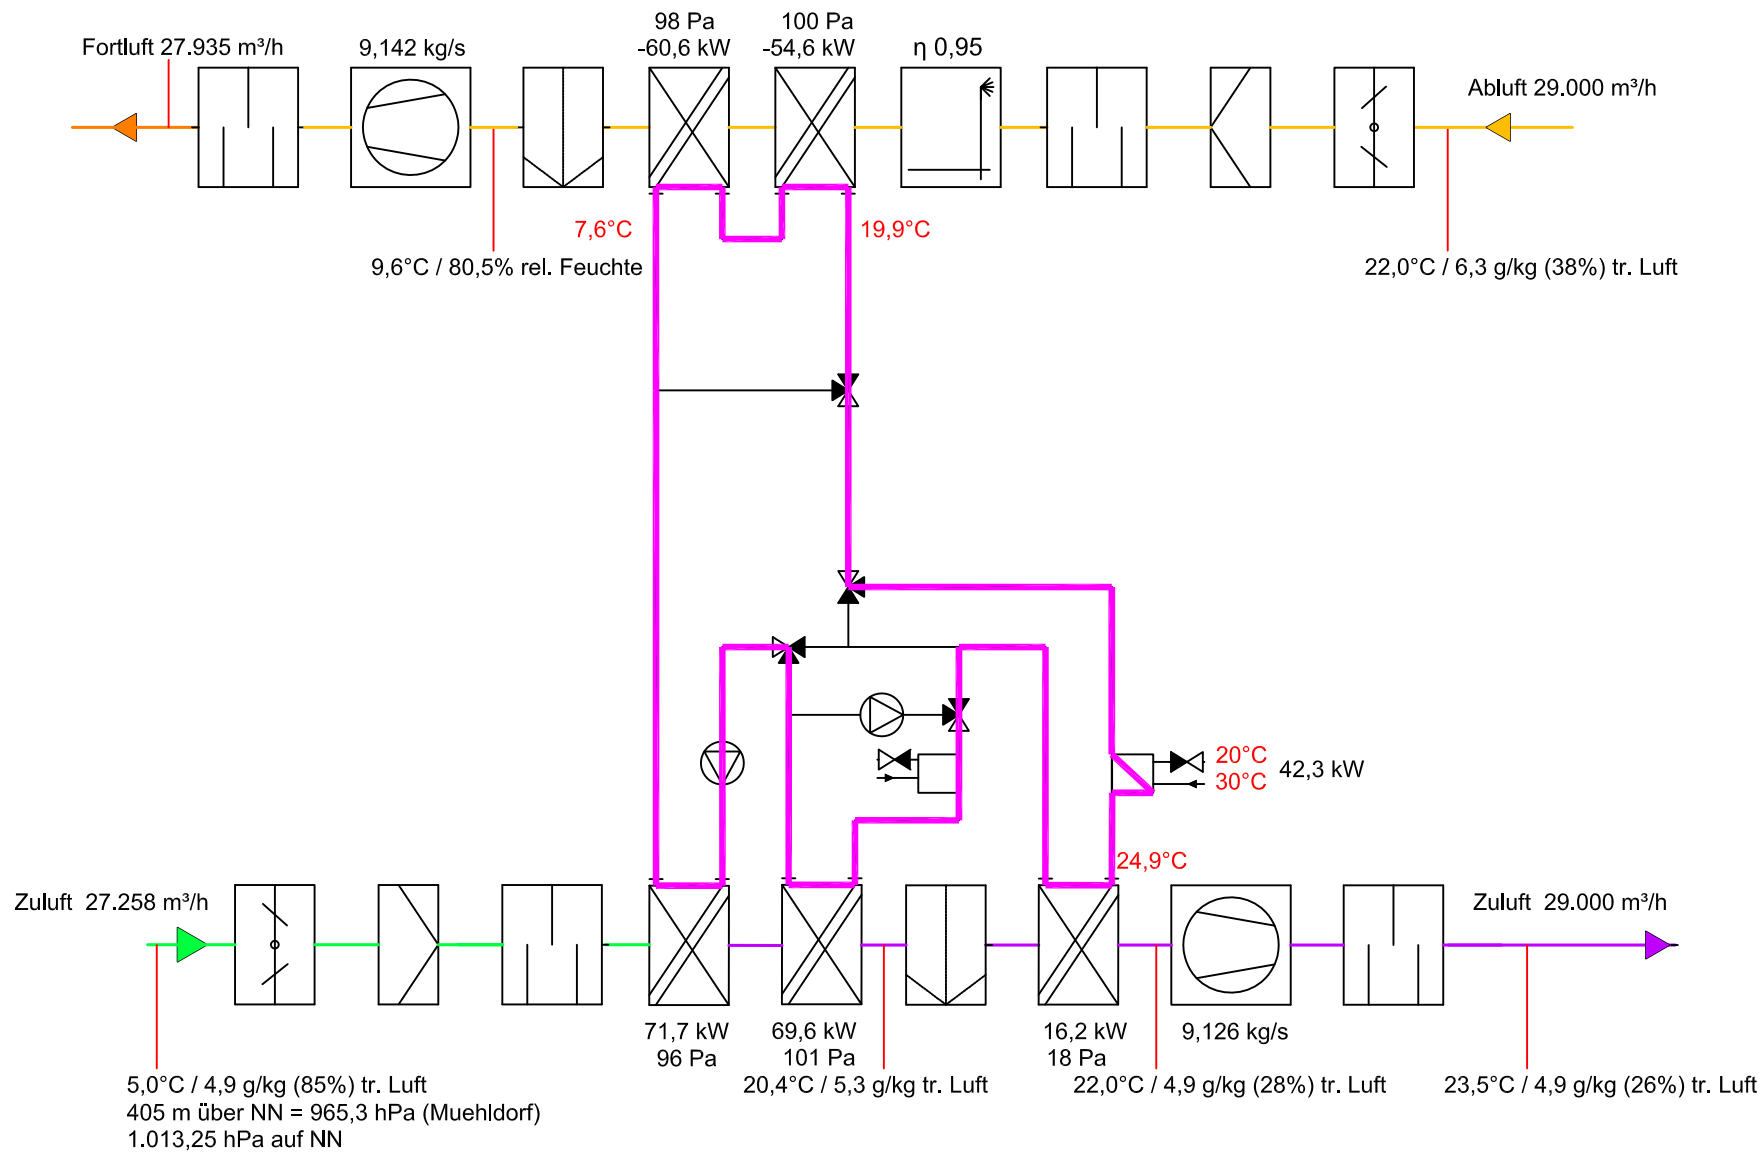 98 Pa
-60,6 kW
100 Pa
-54,6 kW
Fortluft 27.935 m³/h
9,142 kg/s
η 0,95
Abluft 29.000 m³/h
7,6°C
19,9°C
9,6°C / 80,5% rel. Feuchte
22,0°C / 6,3 g/kg (38%) tr. Luft
20°C
30°C
42,3 kW
24,9°C
Zuluft 27.258 m³/h
Zuluft 29.000 m³/h
71,7 kW
96 Pa
69,6 kW
101 Pa
16,2 kW
18 Pa
9,126 kg/s
5,0°C / 4,9 g/kg (85%) tr. Luft
405 m über NN = 965,3 hPa (Muehldorf)
1.013,25 hPa auf NN
20,4°C / 5,3 g/kg tr. Luft
22,0°C / 4,9 g/kg (28%) tr. Luft
23,5°C / 4,9 g/kg (26%) tr. Luft